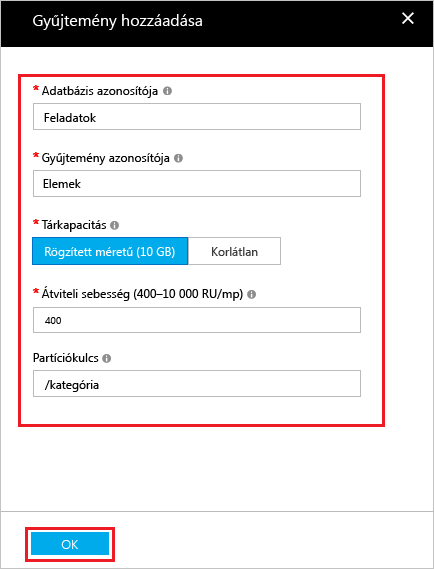 Gyűjtemény hozzáadása
* Adatbázis azonosítója
Feladatok
* Gyűjtemény azonosítója
Elemek
* Tárkapacitás
Rögzített méretű (10 GB) Korlátlan
* Átviteli sebesség (400–10 000 RU/mp)
400
Partíciókulcs
/kategória
OK